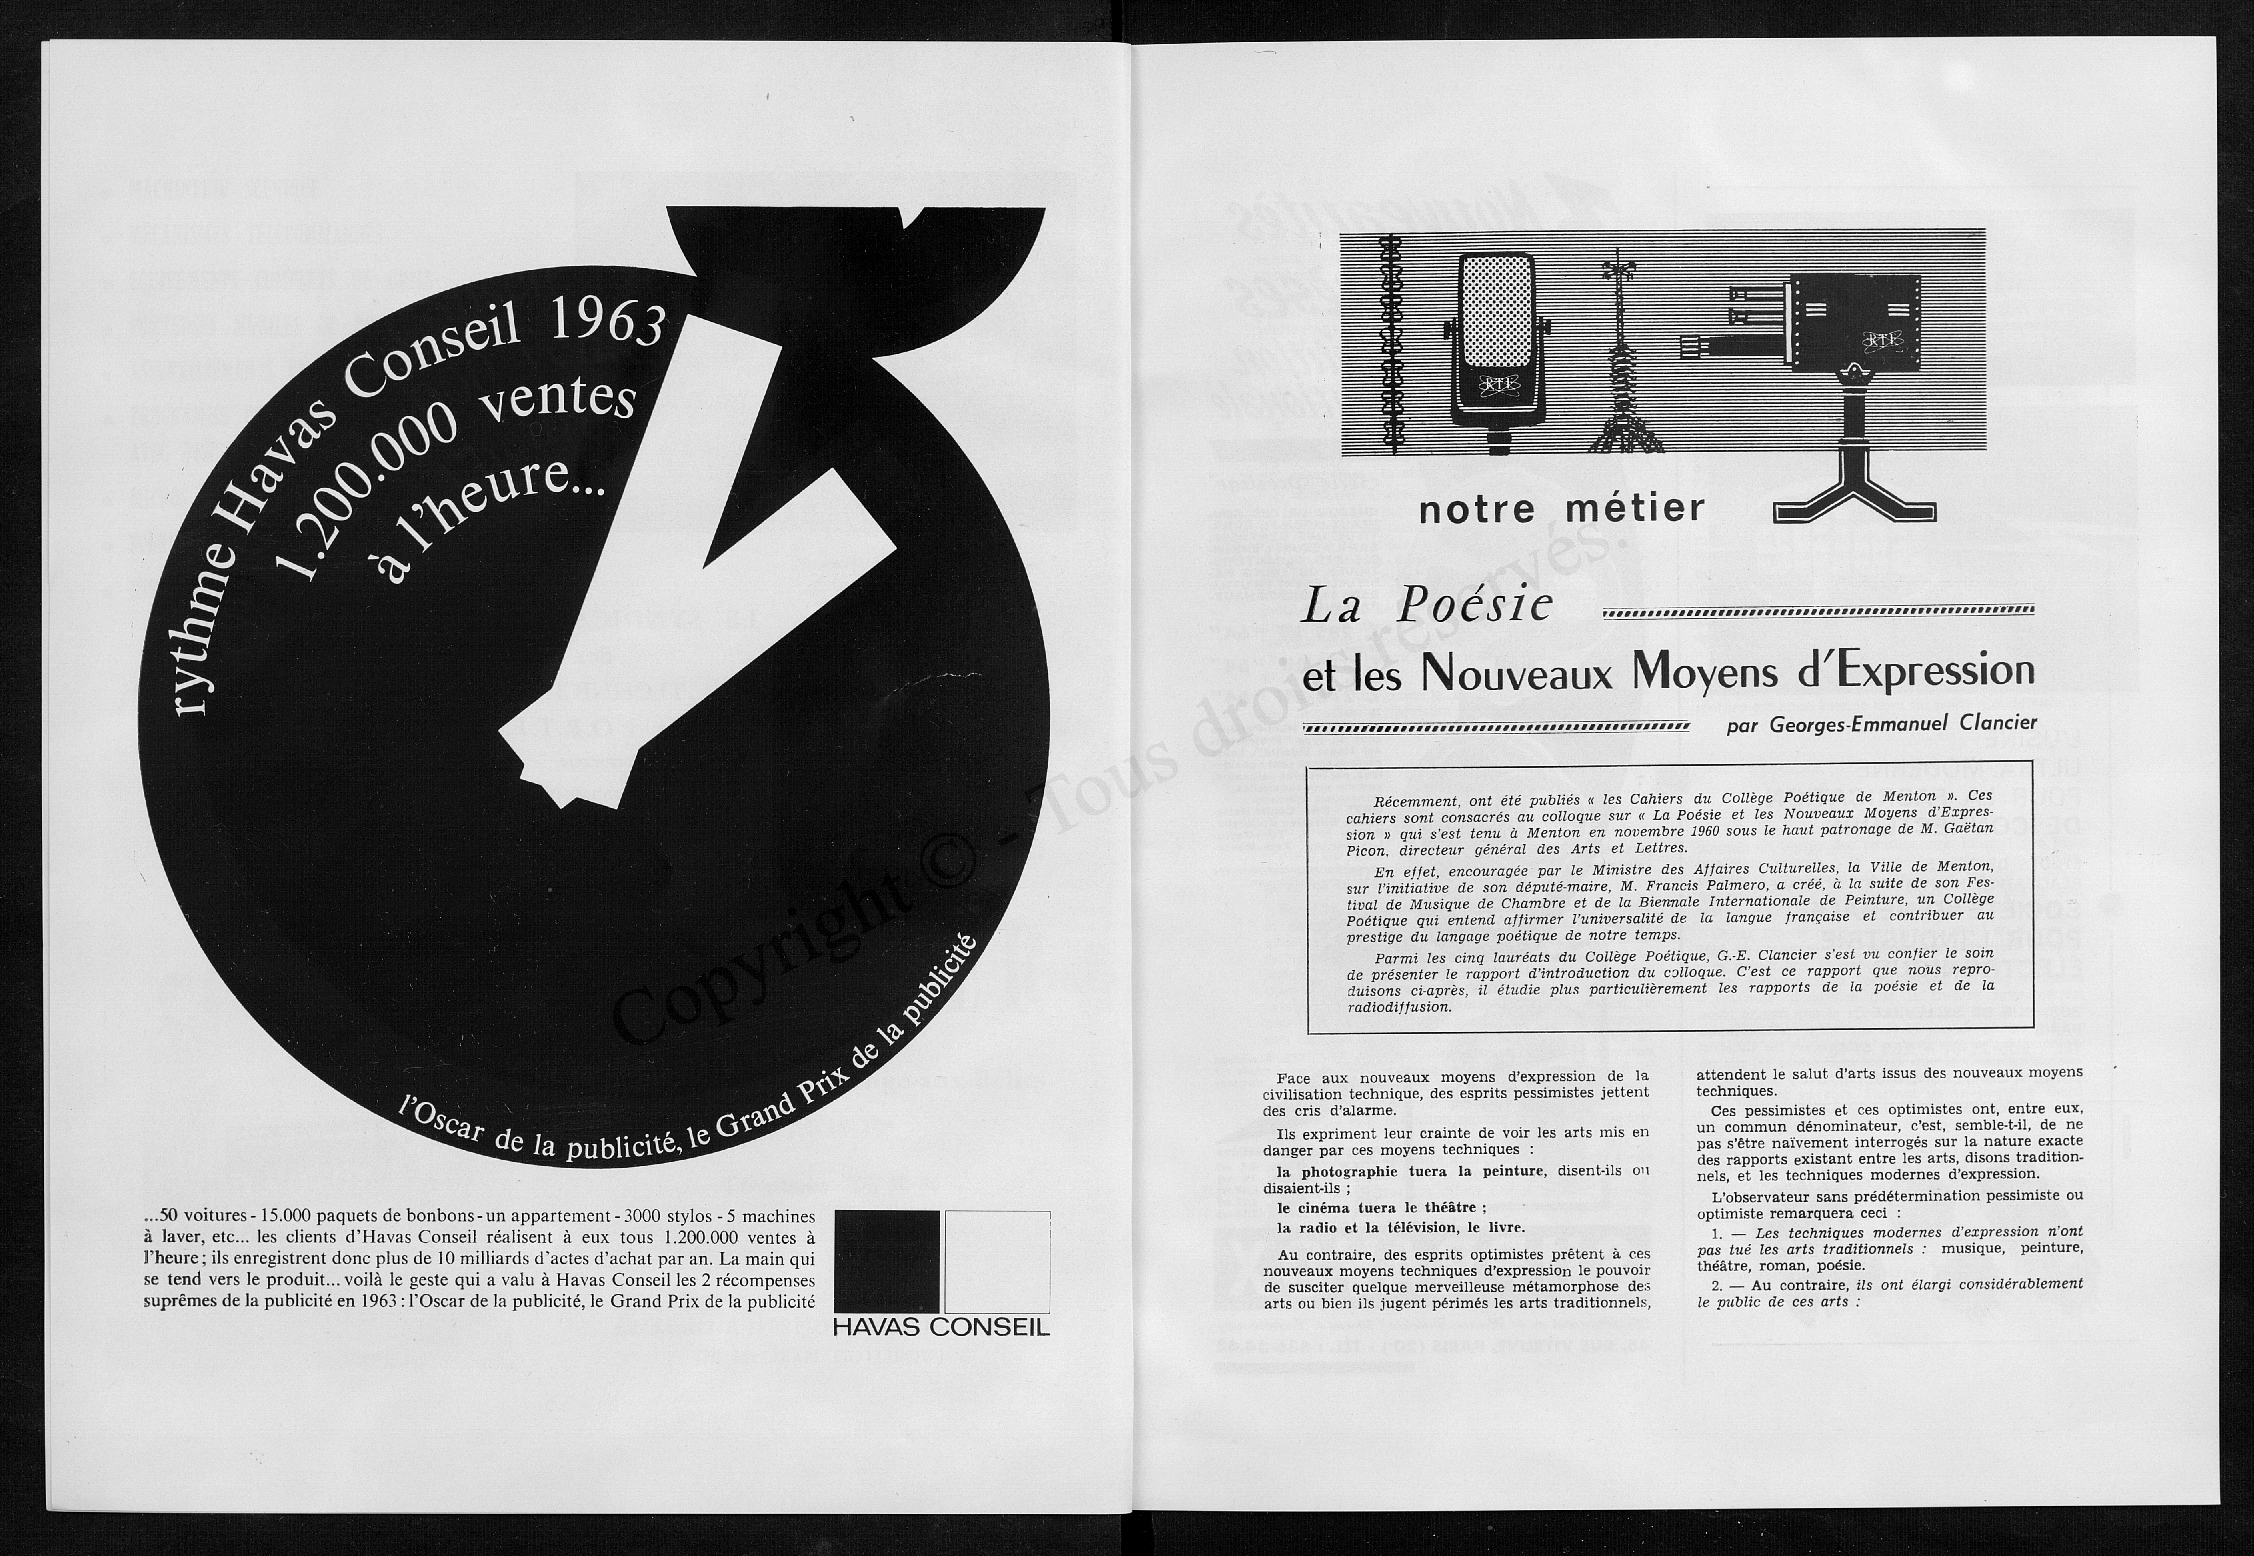 rythme Havas Conseil 1963
1.200.000 ventes
à l'heure...
l'Oscar de la publicité, le Grand Prix de la publicité
...50 voitures - 15.000 paquets de bonbons - un appartement - 3000 stylos - 5 machines
à laver, etc... les clients d'Havas Conseil réalisent à eux tous 1.200.000 ventes à
l'heure ; ils enregistrent donc plus de 10 milliards d'actes d'achat par an. La main qui
se tend vers le produit... voilà le geste qui a valu à Havas Conseil les 2 récompenses
suprêmes de la publicité en 1963 : l'Oscar de la publicité, le Grand Prix de la publicité
HAVAS CONSEIL
Copyright © - Tous droits réservés.
RTF
RTF
notre métier
La Poésie
et les Nouveaux Moyens d'Expression
par Georges-Emmanuel Clancier
Récemment, ont été publiés « les Cahiers du Collège Poétique de Menton ». Ces
cahiers sont consacrés au colloque sur « La Poésie et les Nouveaux Moyens d'Expres-
sion » qui s'est tenu à Menton en novembre 1960 sous le haut patronage de M. Gaëtan
Picon, directeur général des Arts et Lettres.
En effet, encouragée par le Ministre des Affaires Culturelles, la Ville de Menton,
sur l'initiative de son député-maire, M. Francis Palmero, a créé, à la suite de son Fes-
tival de Musique de Chambre et de la Biennale Internationale de Peinture, un Collège
Poétique qui entend affirmer l'universalité de la langue française et contribuer au
prestige du langage poétique de notre temps.
Parmi les cinq lauréats du Collège Poétique, G.-E. Clancier s'est vu confier le soin
de présenter le rapport d'introduction du colloque. C'est ce rapport que nous repro-
duisons ci-après, il étudie plus particulièrement les rapports de la poésie et de la
radiodiffusion.
Face aux nouveaux moyens d'expression de la
civilisation technique, des esprits pessimistes jettent
des cris d'alarme.
Ils expriment leur crainte de voir les arts mis en
danger par ces moyens techniques :
la photographie tuera la peinture, disent-ils ou
disaient-ils ;
le cinéma tuera le théâtre ;
la radio et la télévision, le livre.
Au contraire, des esprits optimistes prêtent à ces
nouveaux moyens techniques d'expression le pouvoir
de susciter quelque merveilleuse métamorphose des
arts ou bien ils jugent périmés les arts traditionnels,
attendent le salut d'arts issus des nouveaux moyens
techniques.
Ces pessimistes et ces optimistes ont, entre eux,
un commun dénominateur, c'est, semble-t-il, de ne
pas s'être naïvement interrogés sur la nature exacte
des rapports existant entre les arts, disons tradition-
nels, et les techniques modernes d'expression.
L'observateur sans prédétermination pessimiste ou
optimiste remarquera ceci :
1. — Les techniques modernes d'expression n'ont
pas tué les arts traditionnels : musique, peinture,
théâtre, roman, poésie.
2. — Au contraire, ils ont élargi considérablement
le public de ces arts :